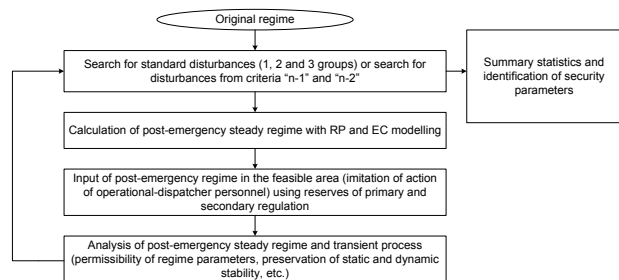 Original regime
Search for standard disturbances (1, 2 and 3 groups) or search for
disturbances from criteria “n-1” and “n-2”
Summary statistics and
identification of security
parameters
Calculation of post-emergency steady regime with RP and EC modelling
Input of post-emergency regime in the feasible area (imitation of action
of operational-dispatcher personnel) using reserves of primary and
secondary regulation
Analysis of post-emergency steady regime and transient process
(permissibility of regime parameters, preservation of static and dynamic
stability, etc.)